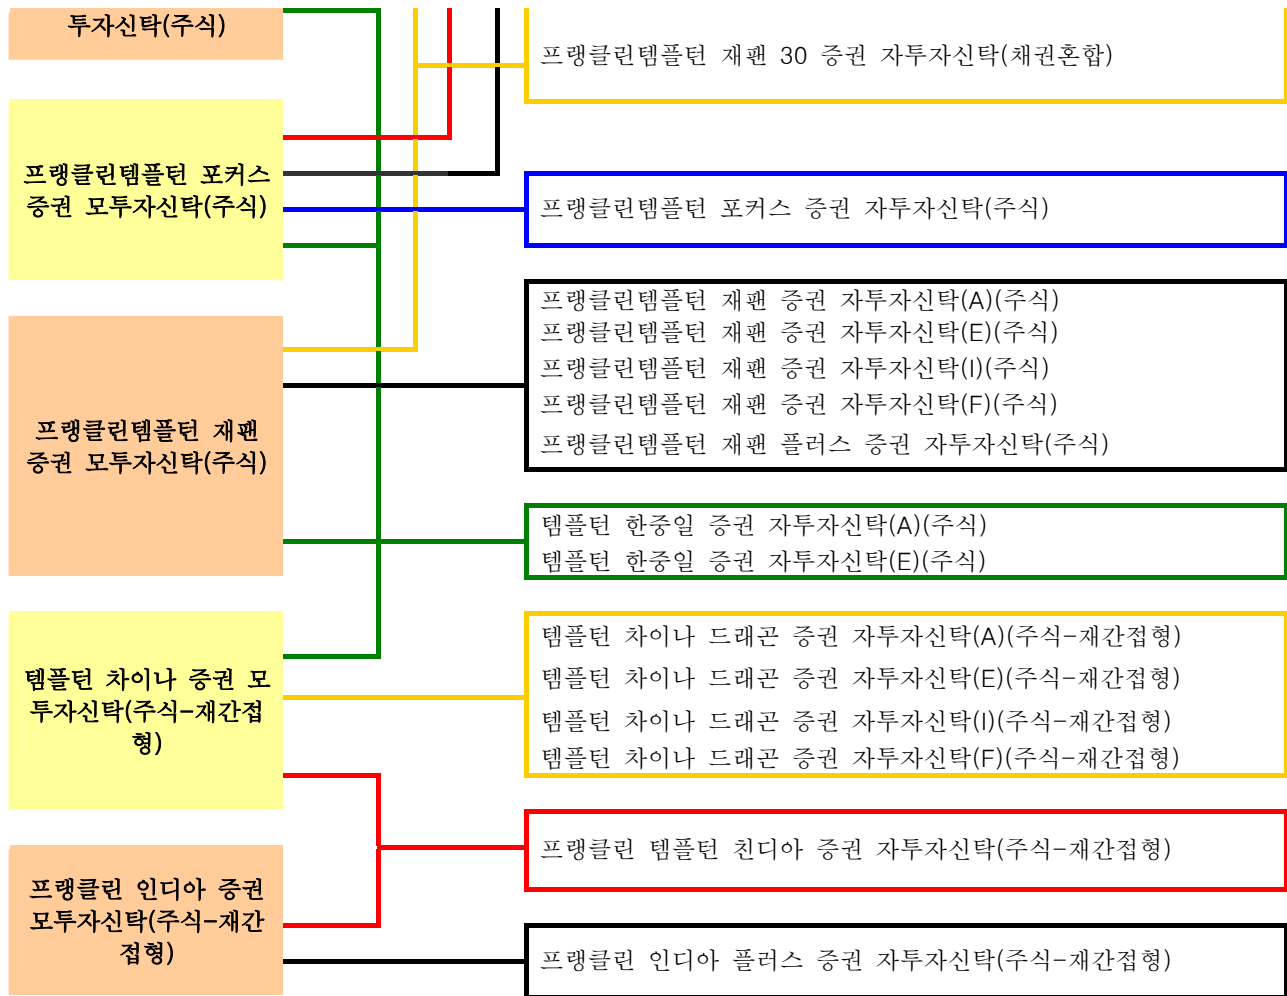 투자신탁(주식)
프랭클린템플턴 재팬 30 증권 자투자신탁(채권혼합)
프랭클린템플턴 포커스
증권 모투자신탁(주식)
프랭클린템플턴 포커스 증권 자투자신탁(주식)
프랭클린템플턴 재팬
증권 모투자신탁(주식)
프랭클린템플턴 재팬 증권 자투자신탁(A)(주식)
프랭클린템플턴 재팬 증권 자투자신탁(E)(주식)
프랭클린템플턴 재팬 증권 자투자신탁(I)(주식)
프랭클린템플턴 재팬 증권 자투자신탁(F)(주식)
프랭클린템플턴 재팬 플러스 증권 자투자신탁(주식)
템플턴 한중일 증권 자투자신탁(A)(주식)
템플턴 한중일 증권 자투자신탁(E)(주식)
템플턴 차이나 증권 모
투자신탁(주식-재간접
형)
템플턴 차이나 드래곤 증권 자투자신탁(A)(주식-재간접형)
템플턴 차이나 드래곤 증권 자투자신탁(E)(주식-재간접형)
템플턴 차이나 드래곤 증권 자투자신탁(I)(주식-재간접형)
템플턴 차이나 드래곤 증권 자투자신탁(F)(주식-재간접형)
프랭클린 템플턴 친디아 증권 자투자신탁(주식-재간접형)
프랭클린 인디아 증권
모투자신탁(주식-재간
접형)
프랭클린 인디아 플러스 증권 자투자신탁(주식-재간접형)